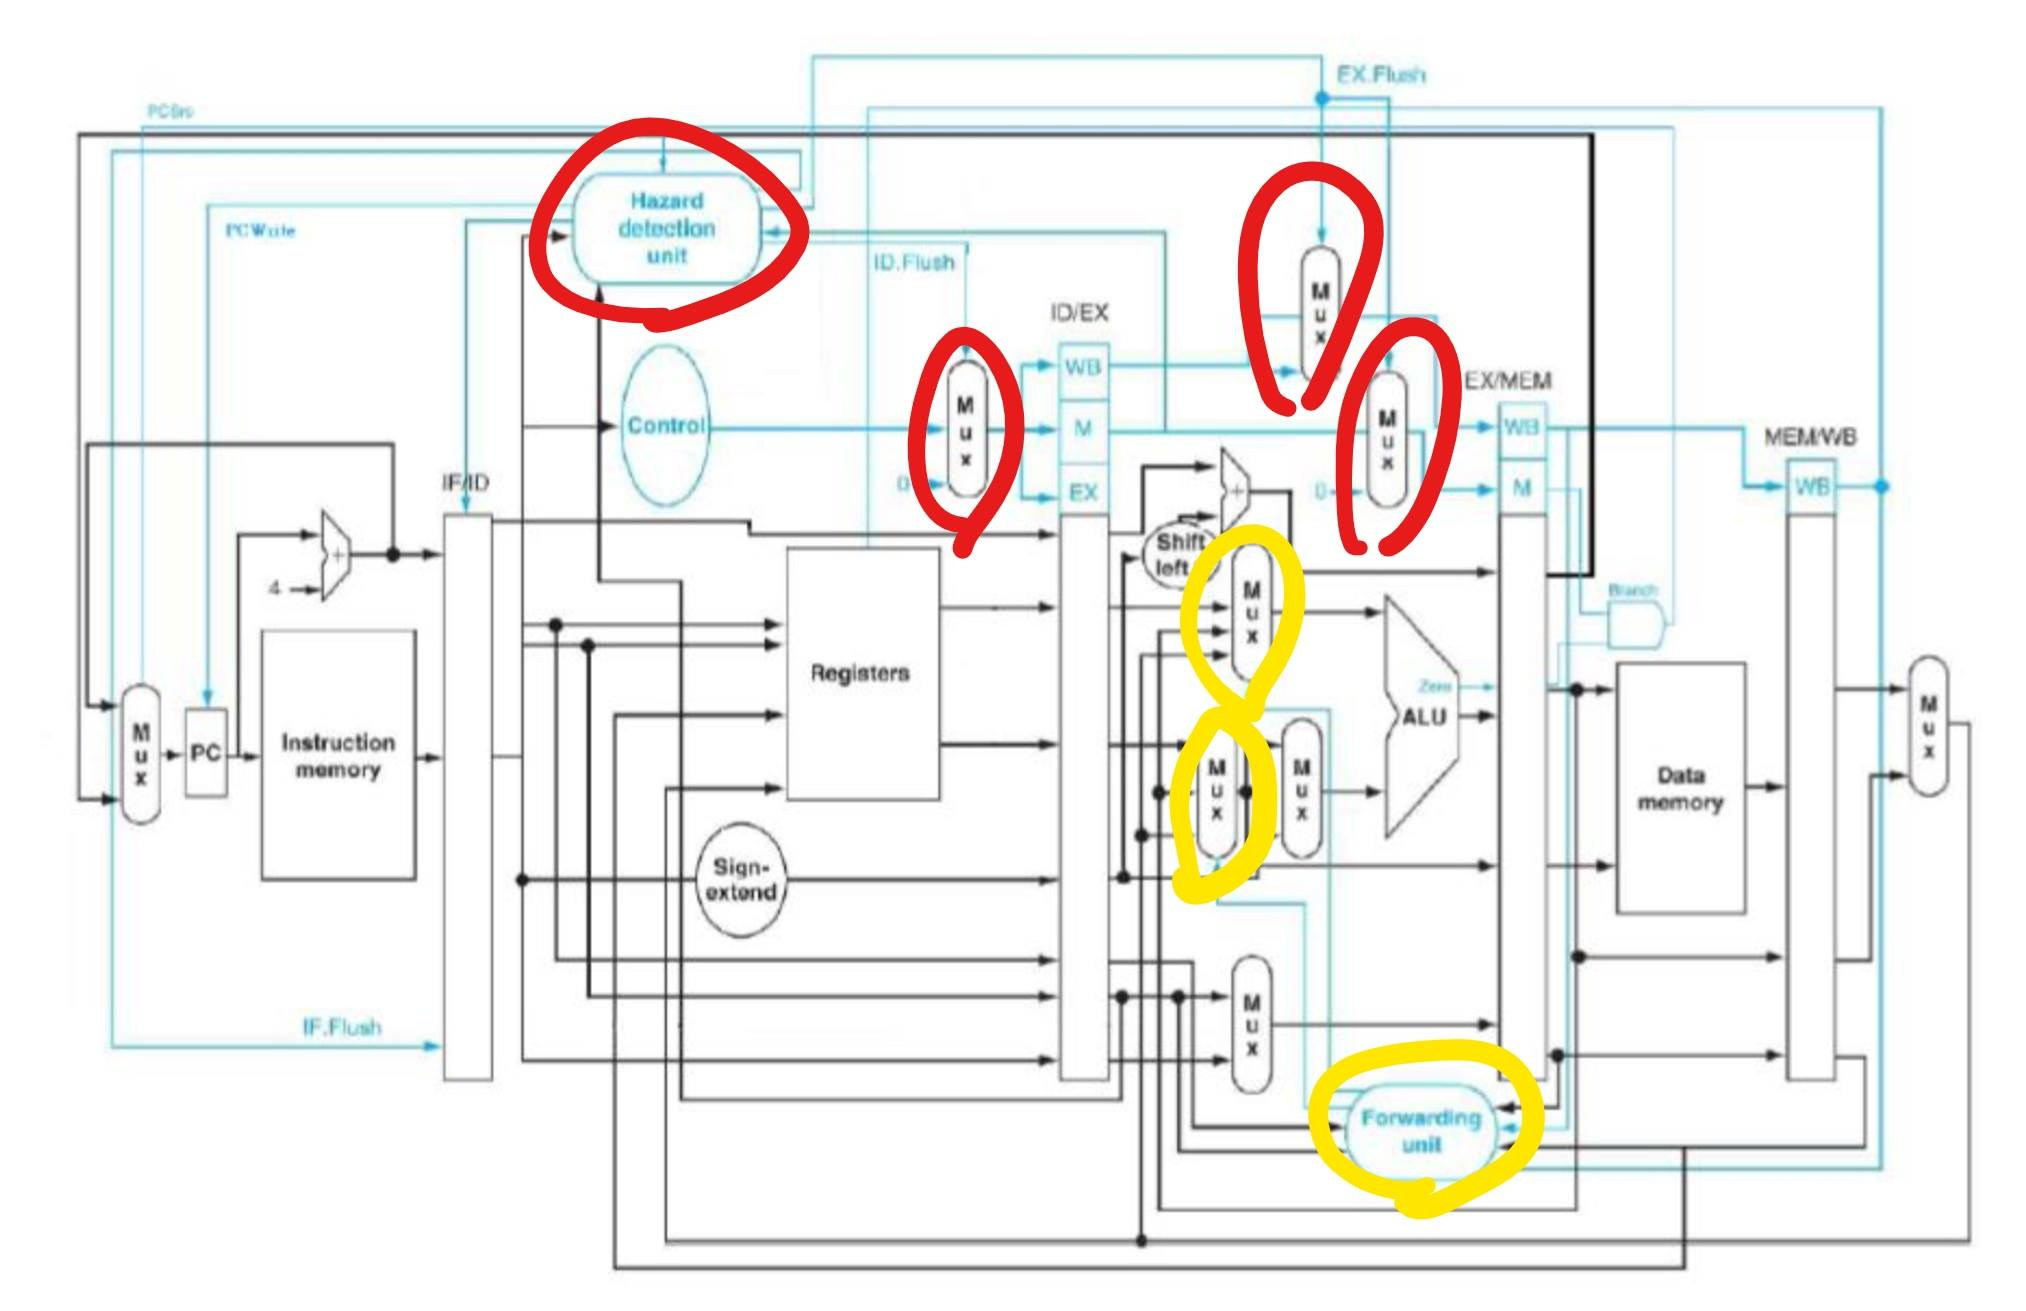 EX.Flush
PCSrc
Hazard
detection
unit
PCWrite
ID.Flush
M
u
x
ID/EX
WB
EX/MEM
M
u
x
Control
M
u
x
M
WB
MEM/WB
0
EX
0
M
WB
IF/ID
+
Shift
left
+
4
M
u
x
Branch
Registers
Zero
ALU
M
u
x
PC
Instruction
memory
M
u
x
M
u
x
Data
memory
M
u
x
Sign-
extend
M
u
x
IF.Flush
Forwarding
unit